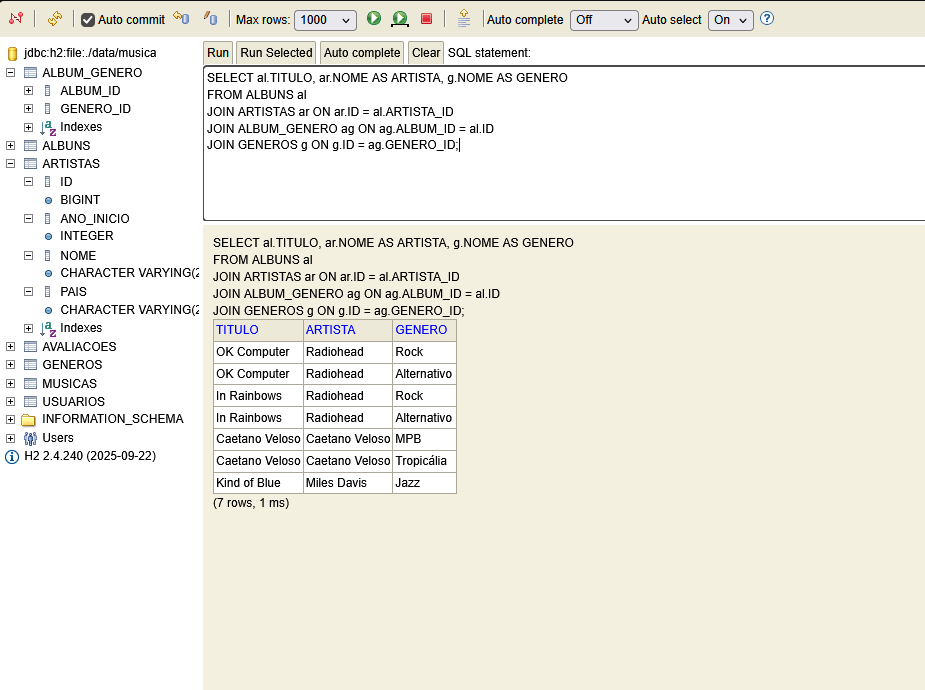 Auto commit Max rows: 1000 Auto complete Off Auto select On ?
jdbc:h2:file:./data/musica
ALBUM_GENERO
ALBUM_ID
GENERO_ID
Indexes
ALBUNS
ARTISTAS
ID
BIGINT
ANO_INICIO
INTEGER
NOME
CHARACTER VARYING(2
PAIS
CHARACTER VARYING(2
Indexes
AVALIACOES
GENEROS
MUSICAS
USUARIOS
INFORMATION_SCHEMA
Users
H2 2.4.240 (2025-09-22)
Run Run Selected Auto complete Clear SQL statement:
SELECT al.TITULO, ar.NOME AS ARTISTA, g.NOME AS GENERO
FROM ALBUNS al
JOIN ARTISTAS ar ON ar.ID = al.ARTISTA_ID
JOIN ALBUM_GENERO ag ON ag.ALBUM_ID = al.ID
JOIN GENEROS g ON g.ID = ag.GENERO_ID;
SELECT al.TITULO, ar.NOME AS ARTISTA, g.NOME AS GENERO
FROM ALBUNS al
JOIN ARTISTAS ar ON ar.ID = al.ARTISTA_ID
JOIN ALBUM_GENERO ag ON ag.ALBUM_ID = al.ID
JOIN GENEROS g ON g.ID = ag.GENERO_ID;
TITULO ARTISTA GENERO
OK Computer Radiohead Rock
OK Computer Radiohead Alternativo
In Rainbows Radiohead Rock
In Rainbows Radiohead Alternativo
Caetano Veloso Caetano Veloso MPB
Caetano Veloso Caetano Veloso Tropicália
Kind of Blue Miles Davis Jazz
(7 rows, 1 ms)